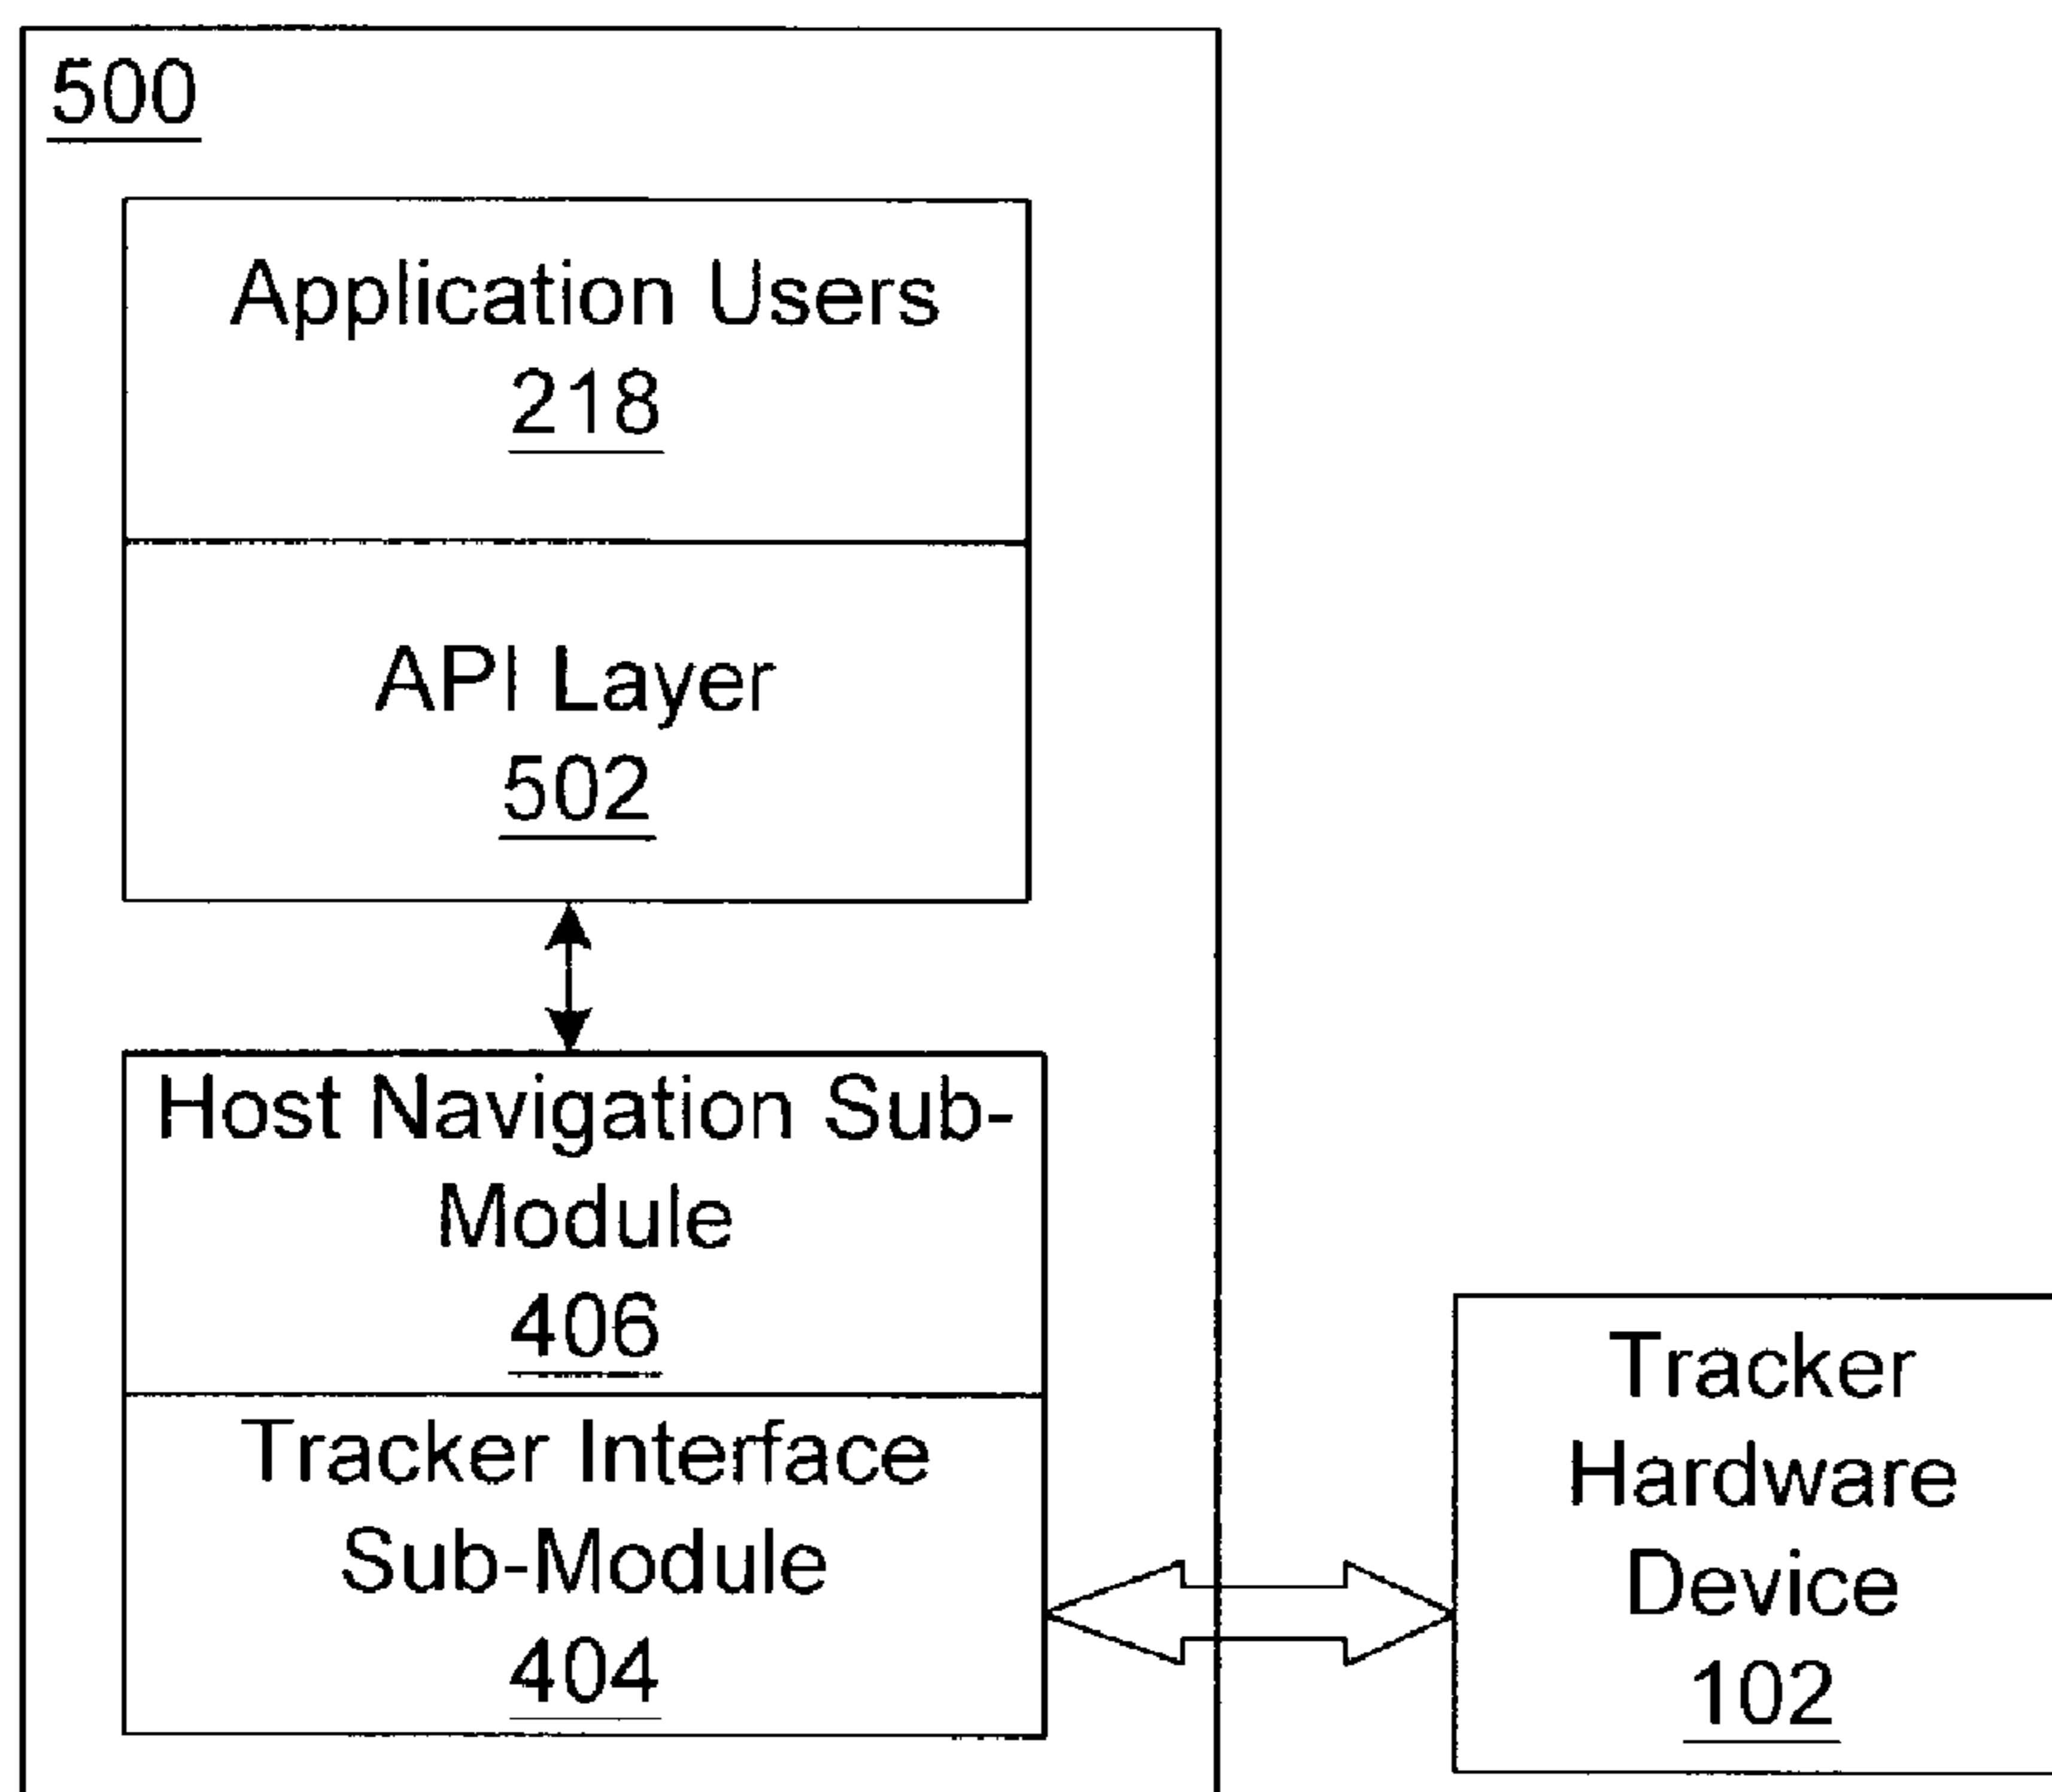 500
Application Users
218
API Layer
502
Host Navigation Sub-
Module
406
Tracker Interface
Sub-Module
404
Tracker
Hardware
Device
102